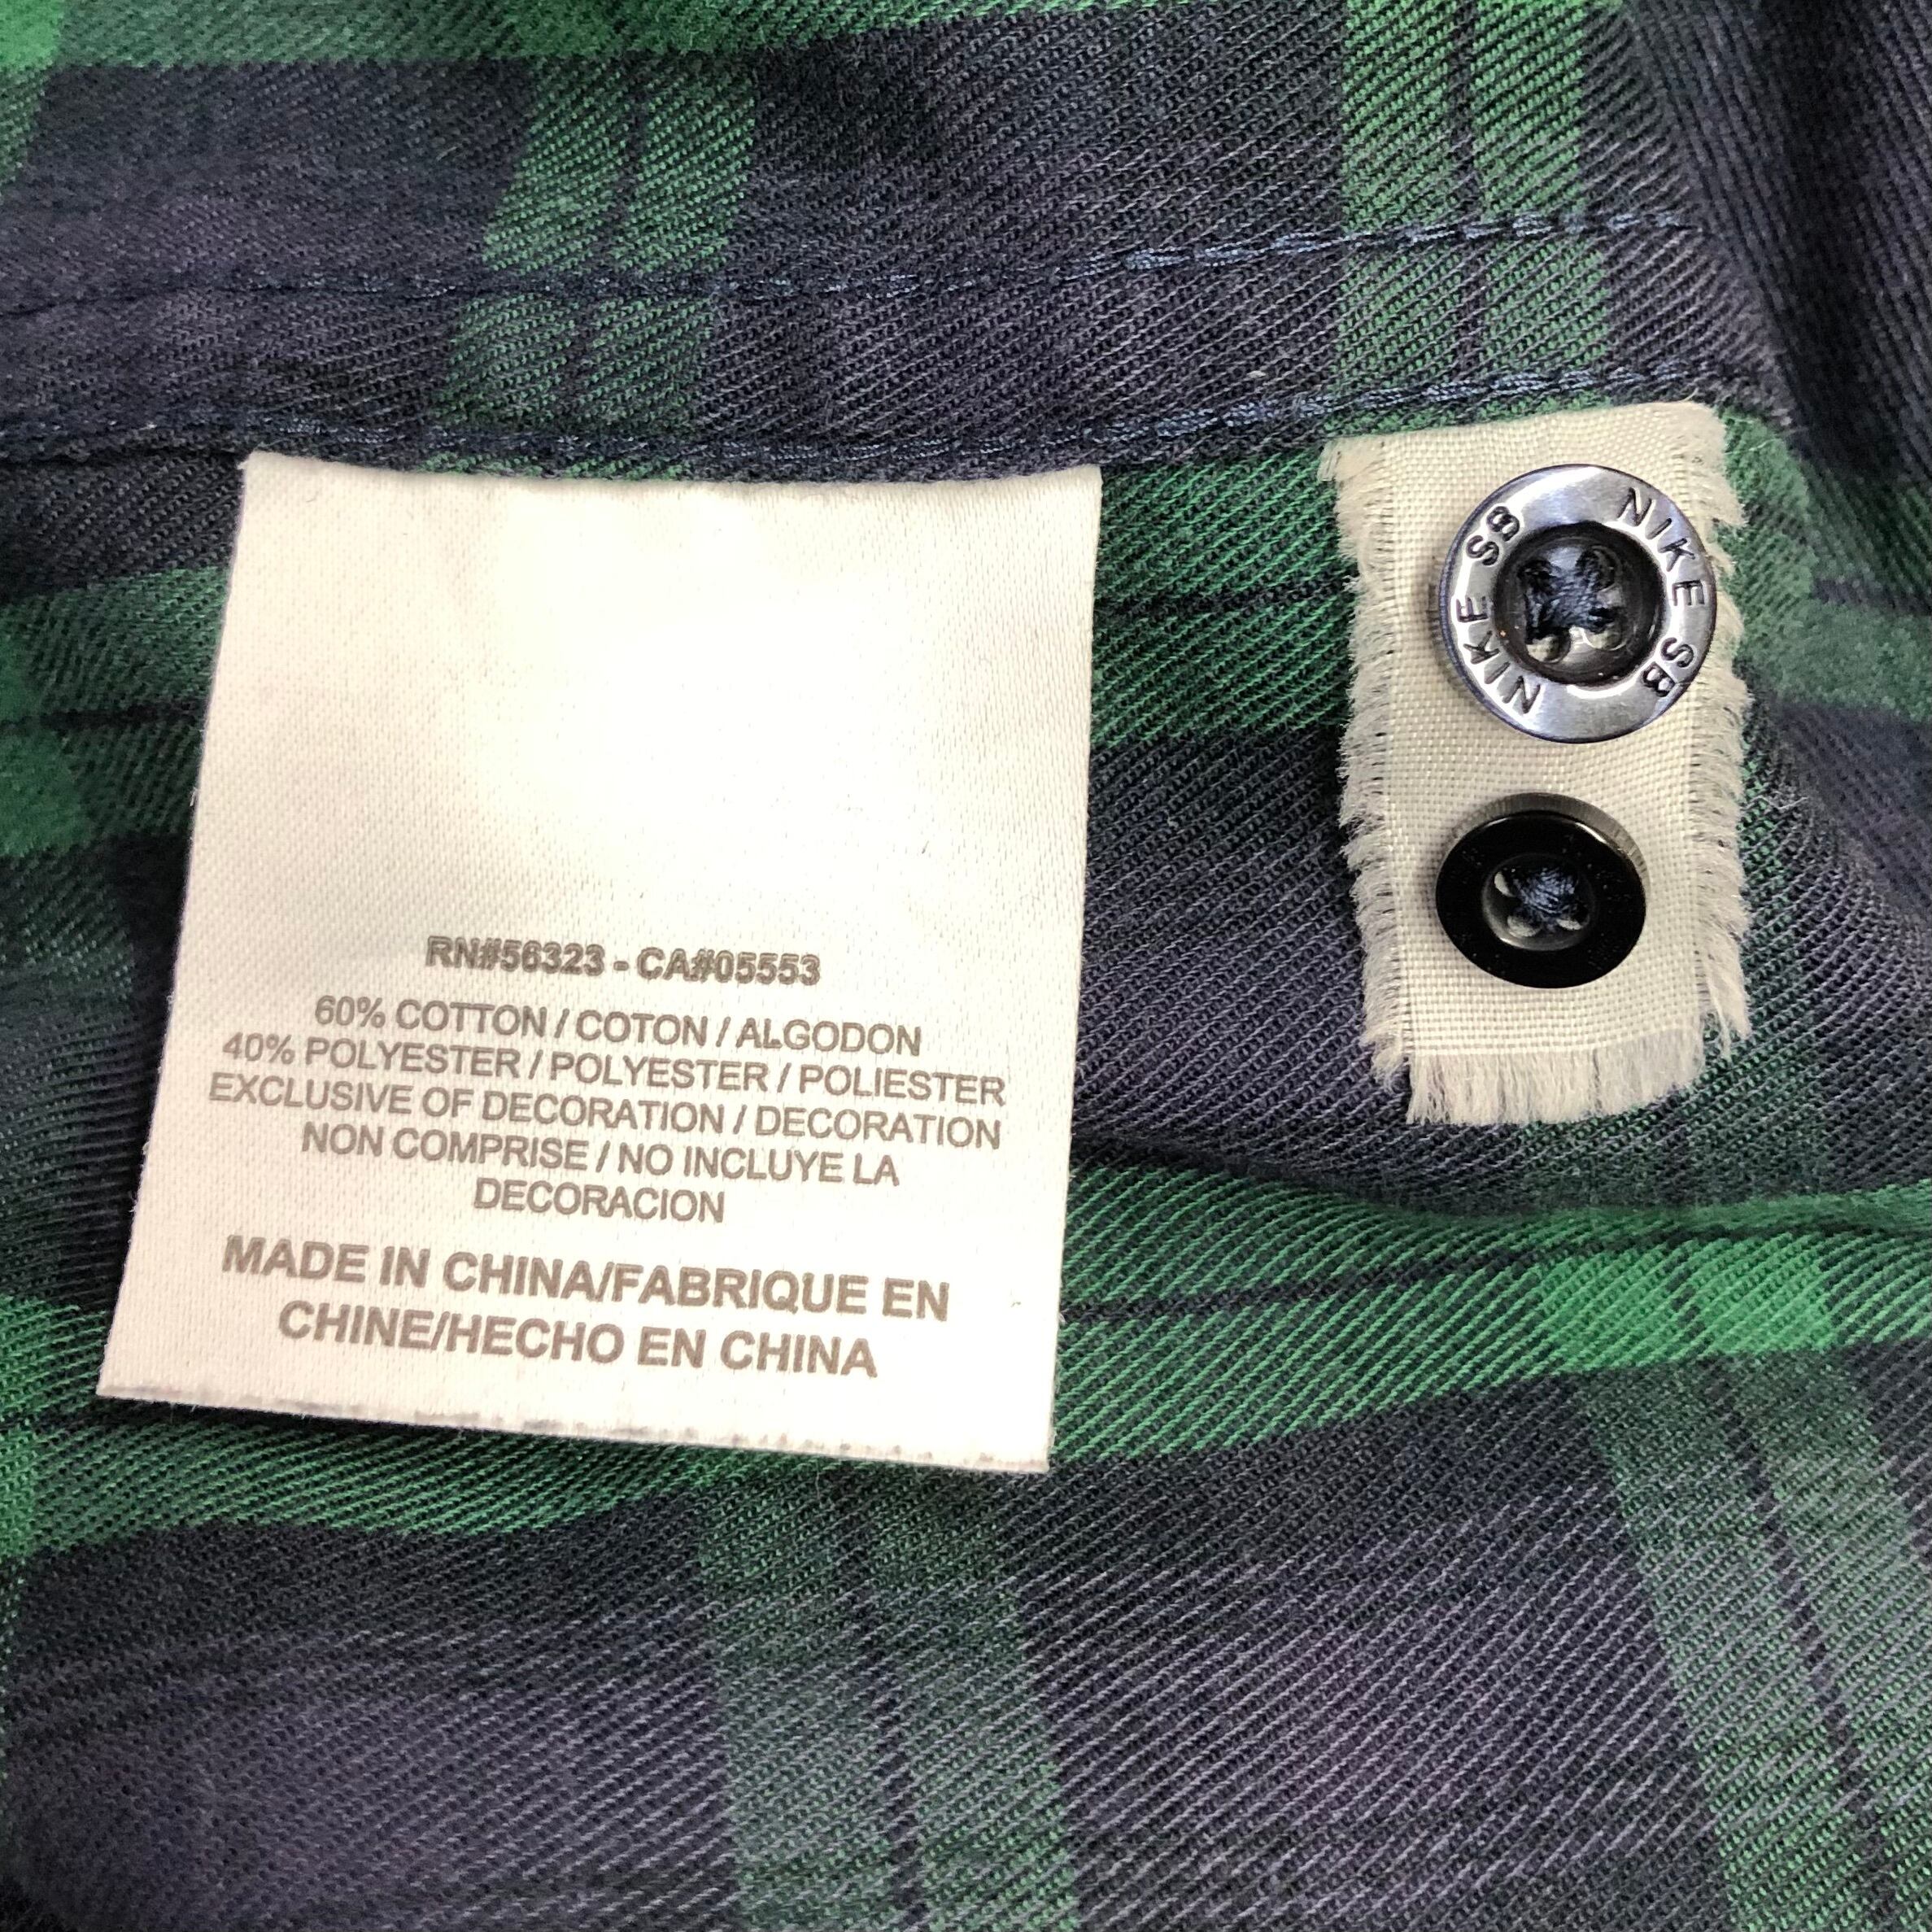 RN#56323 - CA#05553
60% COTTON / COTON / ALGODON
40% POLYESTER / POLYESTER / POLIESTER
EXCLUSIVE OF DECORATION / DECORATION
NON COMPRISE / NO INCLUYE LA
DECORACION
MADE IN CHINA/FABRIQUE EN
CHINE/HECHO EN CHINA
NIKE SB NIKE SB